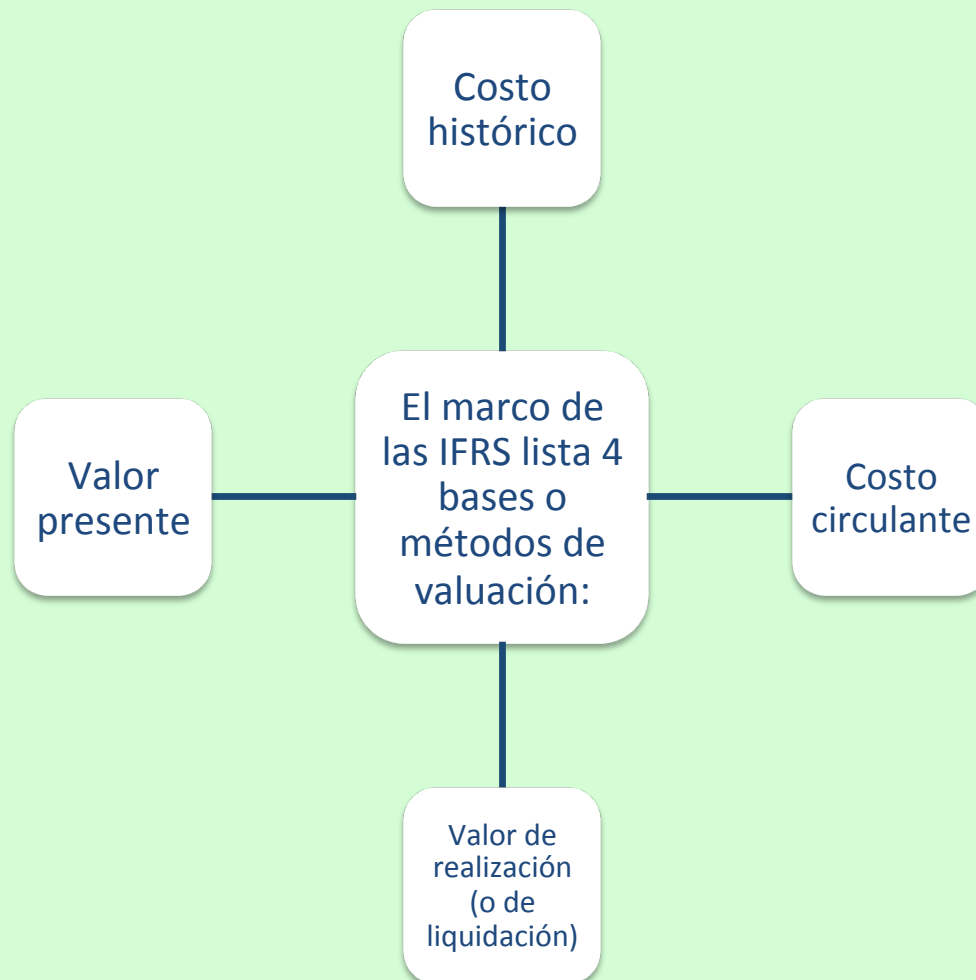 Costo
histórico
El marco de
las IFRS lista 4
bases o
métodos de
valuación:
Valor
presente
Costo
circulante
Valor de
realización
(o de
liquidación)